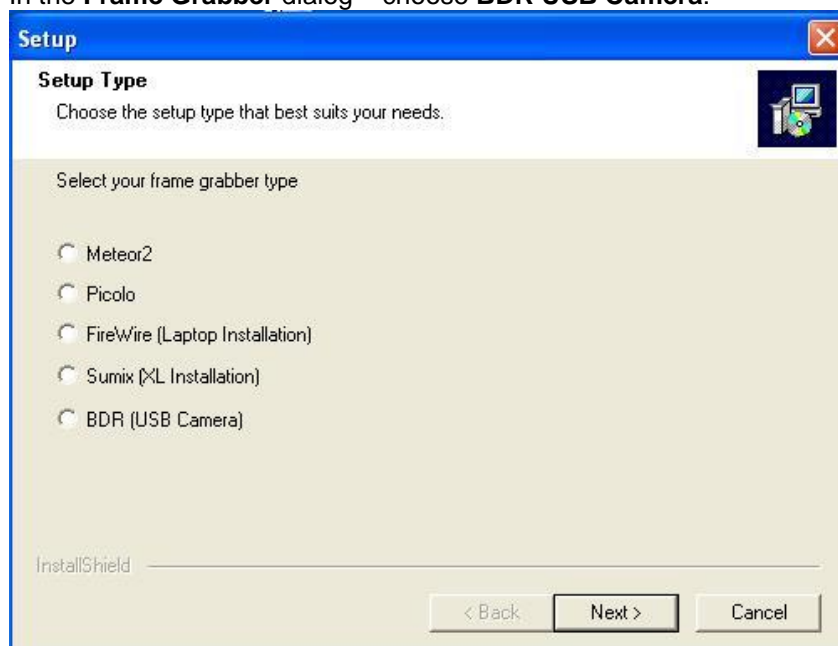 In the Frame Grabber dialog – choose BDR USB Camera.
Setup
Setup Type
Choose the setup type that best suits your needs.
Select your frame grabber type
Meteor2
Picolo
FireWire (Laptop Installation)
Sumix (XL Installation)
BDR (USB Camera)
InstallShield
< Back
Next >
Cancel